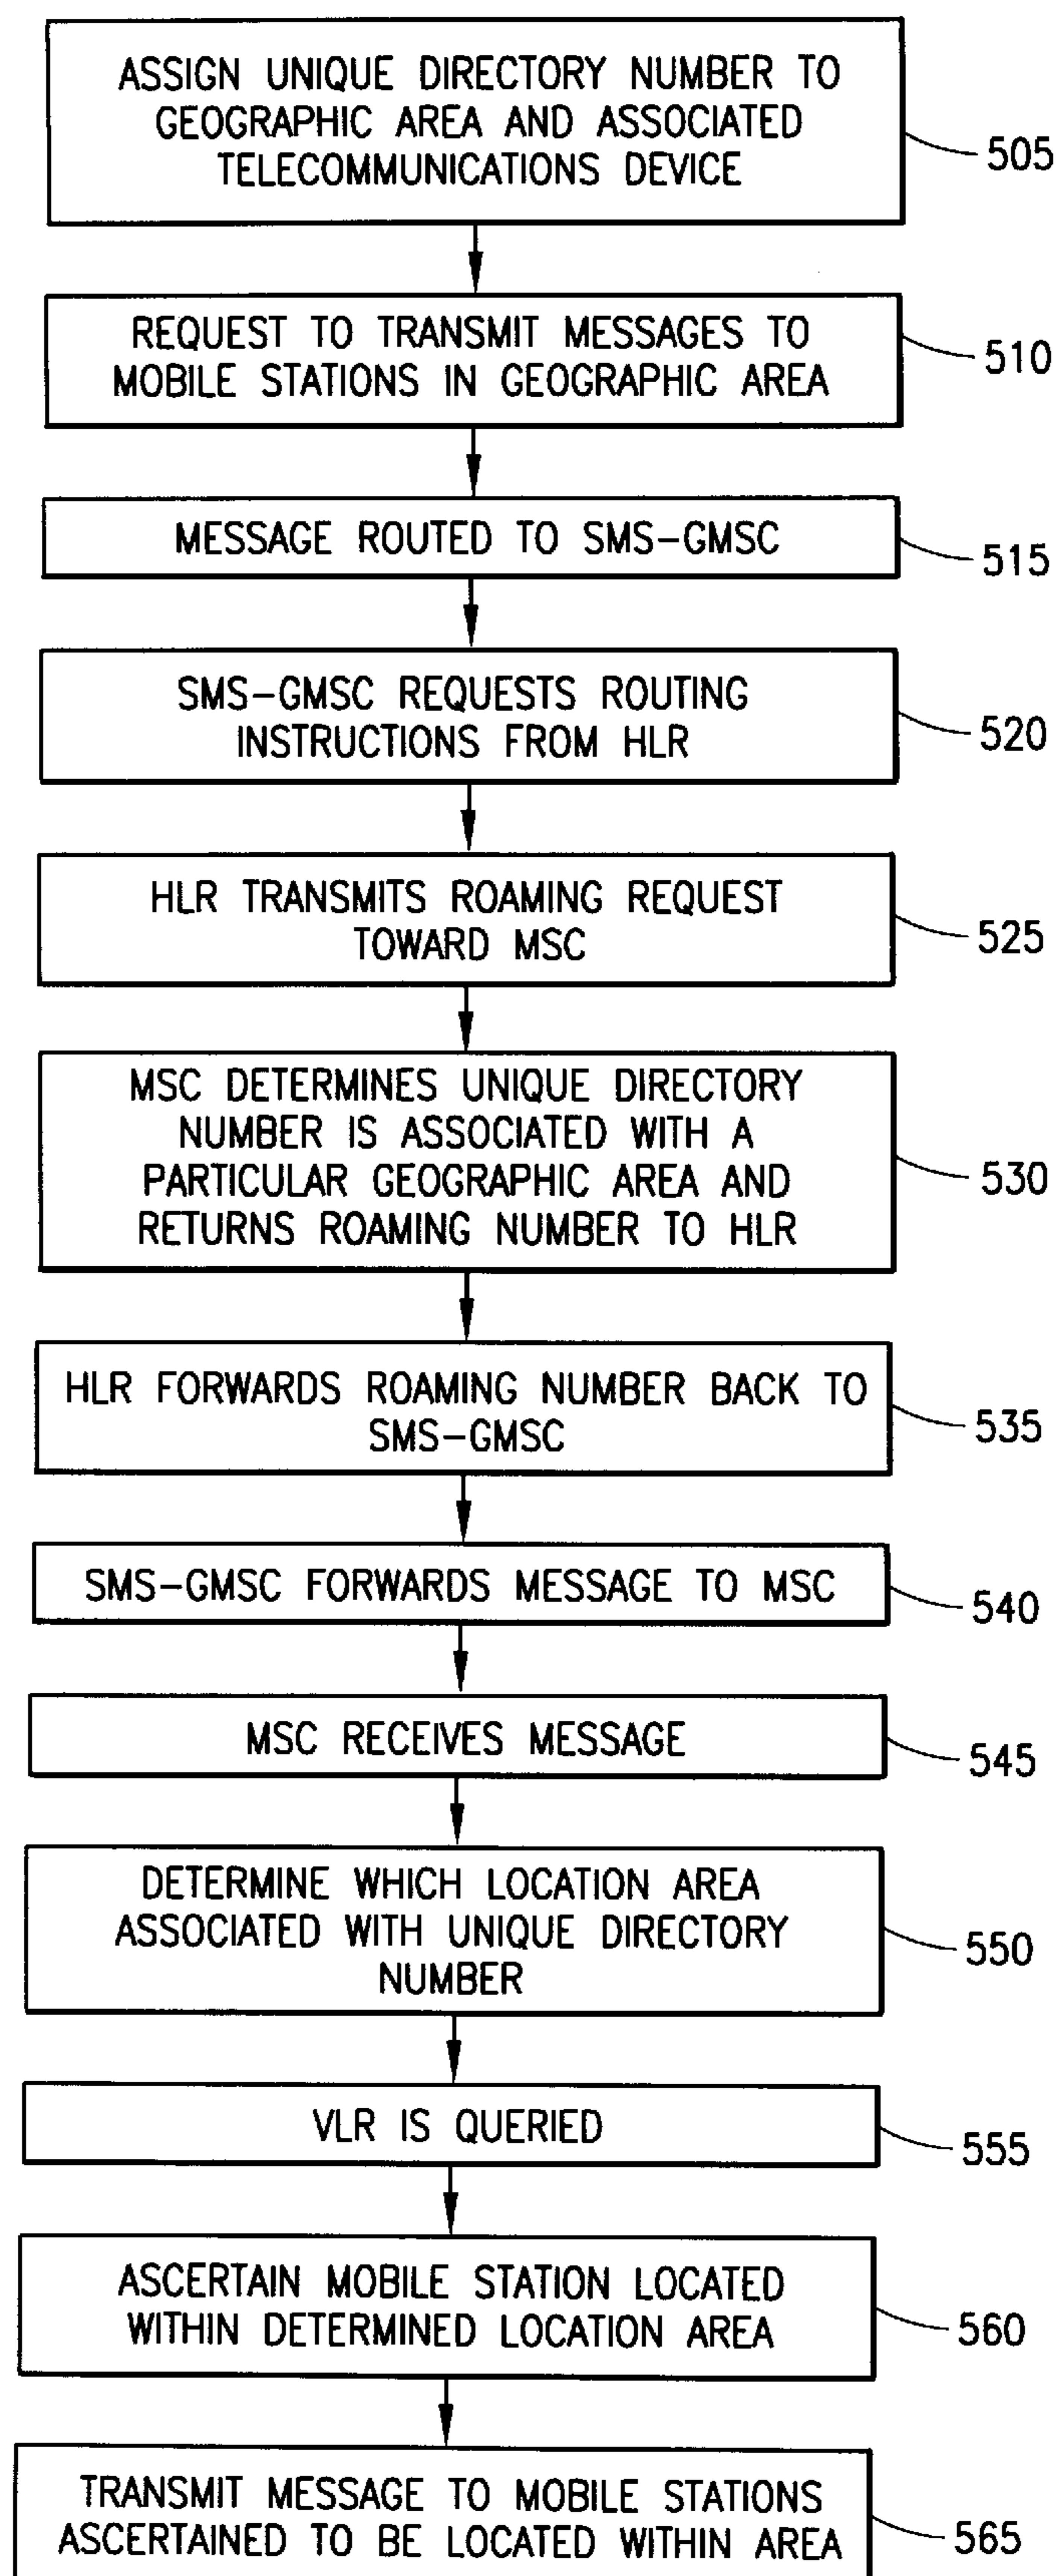 ASSIGN UNIQUE DIRECTORY NUMBER TO
GEOGRAPHIC AREA AND ASSOCIATED
TELECOMMUNICATIONS DEVICE
505
REQUEST TO TRANSMIT MESSAGES TO
MOBILE STATIONS IN GEOGRAPHIC AREA
510
MESSAGE ROUTED TO SMS-GMSC
515
SMS-GMSC REQUESTS ROUTING
INSTRUCTIONS FROM HLR
520
HLR TRANSMITS ROAMING REQUEST
TOWARD MSC
525
MSC DETERMINES UNIQUE DIRECTORY
NUMBER IS ASSOCIATED WITH A
PARTICULAR GEOGRAPHIC AREA AND
RETURNS ROAMING NUMBER TO HLR
530
HLR FORWARDS ROAMING NUMBER BACK TO
SMS-GMSC
535
SMS-GMSC FORWARDS MESSAGE TO MSC
540
MSC RECEIVES MESSAGE
545
DETERMINE WHICH LOCATION AREA
ASSOCIATED WITH UNIQUE DIRECTORY
NUMBER
550
VLR IS QUERIED
555
ASCERTAIN MOBILE STATION LOCATED
WITHIN DETERMINED LOCATION AREA
560
TRANSMIT MESSAGE TO MOBILE STATIONS
ASCERTAINED TO BE LOCATED WITHIN AREA
565